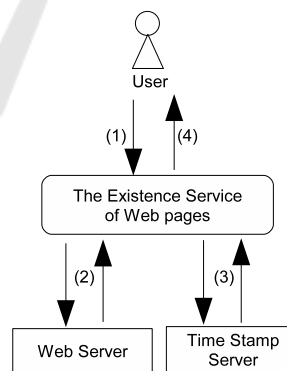 User
(1)
(4)
The Existence Service
of Web pages
(2)
(3)
Web Server
Time Stamp
Server